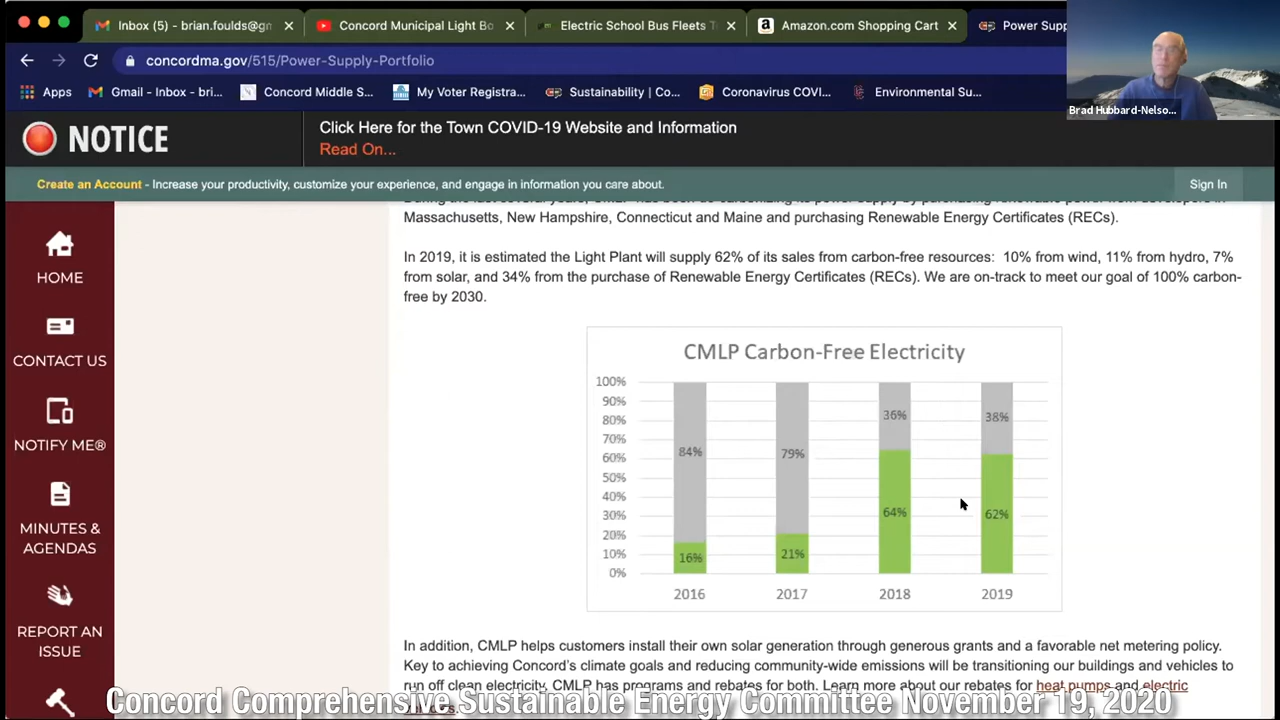 Inbox (5) - brian.foulds@gn
Concord Municipal Light Bo
Electric School Bus Fleets T
Amazon.com Shopping Cart
Power Supp
concordma.gov/515/Power-Supply-Portfolio
Apps
Gmail - Inbox - bri...
Concord Middle S...
My Voter Registra...
Sustainability | Co...
Coronavirus COVI...
Environmental Su...
Brad Hubbard-Nelso...
NOTICE
Click Here for the Town COVID-19 Website and Information
Read On...
Create an Account - Increase your productivity, customize your experience, and engage in information you care about.
Sign In
HOME
CONTACT US
NOTIFY ME®
MINUTES &
AGENDAS
REPORT AN
ISSUE
Massachusetts, New Hampshire, Connecticut and Maine and purchasing Renewable Energy Certificates (RECs).
In 2019, it is estimated the Light Plant will supply 62% of its sales from carbon-free resources: 10% from wind, 11% from hydro, 7%
from solar, and 34% from the purchase of Renewable Energy Certificates (RECs). We are on-track to meet our goal of 100% carbon-
free by 2030.
CMLP Carbon-Free Electricity
100%
90%
80%
70%
60%
50%
40%
30%
20%
10%
0%
84%
79%
36%
38%
16%
21%
64%
62%
2016
2017
2018
2019
In addition, CMLP helps customers install their own solar generation through generous grants and a favorable net metering policy.
Key to achieving Concord's climate goals and reducing community-wide emissions will be transitioning our buildings and vehicles to
run off clean electricity. CMLP has programs and rebates for both. Learn more about our rebates for heat pumps and electric
Concord Comprehensive Sustainable Energy Committee November 19, 2020